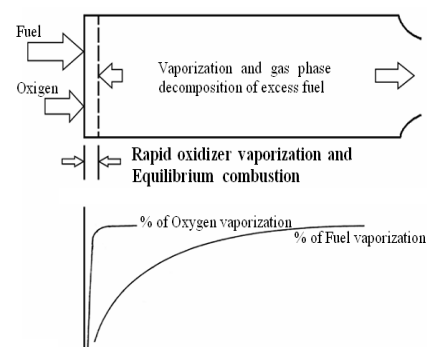 Fuel
Oxigen
Vaporization and gas phase
decomposition of excess fuel
Rapid oxidizer vaporization and
Equilibrium combustion
% of Oxygen vaporization
% of Fuel vaporization